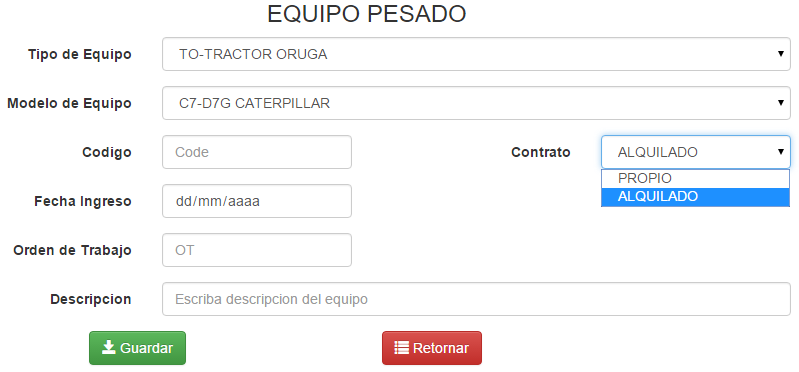 EQUIPO PESADO
Tipo de Equipo TO-TRACTOR ORUGA
Modelo de Equipo C7-D7G CATERPILLAR
Codigo Code Contrato ALQUILADO
PROPIO
ALQUILADO
Fecha Ingreso dd/mm/aaaa
Orden de Trabajo OT
Descripcion Escriba descripcion del equipo
Guardar Retornar